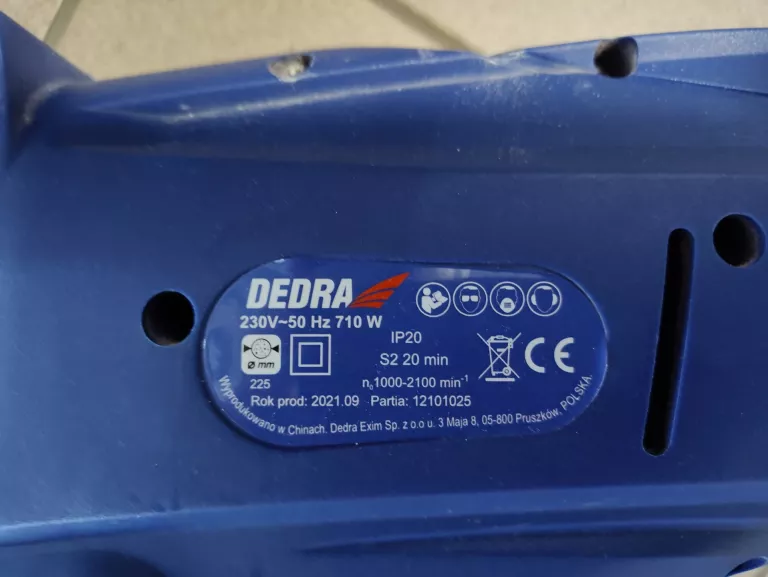 DEDRA
230V~50 Hz 710 W
IP20
S2 20 min
ø mm
225
n₀1000-2100 min⁻¹
CE
Rok prod: 2021.09 Partia: 12101025
Wyprodukowano w Chinach. Dedra Exim Sp. z o.o u. 3 Maja 8, 05-800 Pruszków, POLSKA.